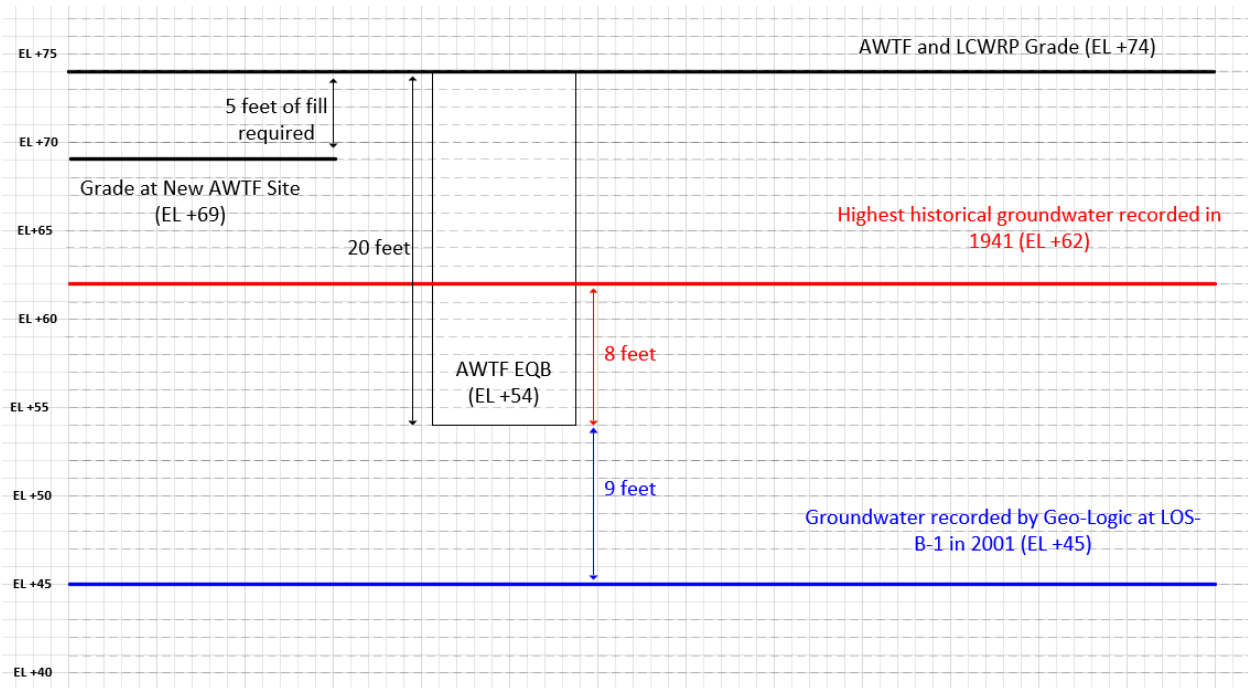 EL +75
AWTF and LCWRP Grade (EL +74)
5 feet of fill
required
EL +70
Grade at New AWTF Site
(EL +69)
Highest historical groundwater recorded in
1941 (EL +62)
EL+65
20 feet
EL +60
8 feet
AWTF EQB
(EL +54)
EL +55
9 feet
EL +50
Groundwater recorded by Geo-Logic at LOS-
B-1 in 2001 (EL +45)
EL +45
EL +40